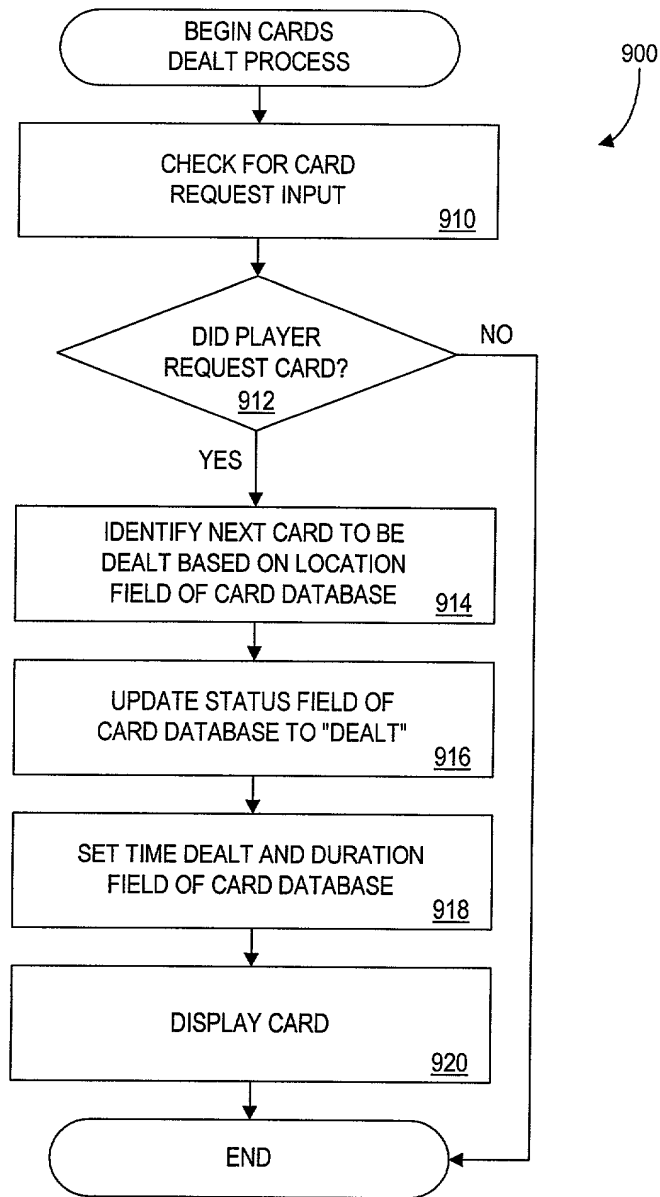 BEGIN CARDS
DEALT PROCESS
900
CHECK FOR CARD
REQUEST INPUT
910
DID PLAYER
REQUEST CARD?
912
NO
YES
IDENTIFY NEXT CARD TO BE
DEALT BASED ON LOCATION
FIELD OF CARD DATABASE
914
UPDATE STATUS FIELD OF
CARD DATABASE TO "DEALT"
916
SET TIME DEALT AND DURATION
FIELD OF CARD DATABASE
918
DISPLAY CARD
920
END